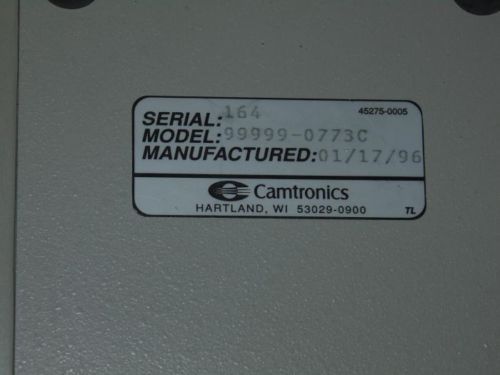 45275-0005
SERIAL: 164
MODEL: 99999-0773C
MANUFACTURED: 01/17/96
Camtronics
HARTLAND, WI 53029-0900 TL